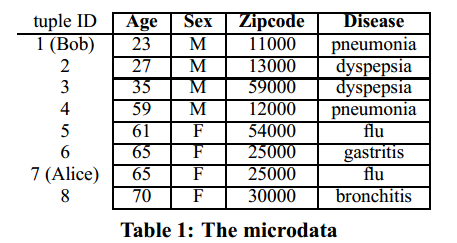 tuple ID Age Sex Zipcode Disease
1 (Bob) 23 M 11000 pneumonia
2 27 M 13000 dyspepsia
3 35 M 59000 dyspepsia
4 59 M 12000 pneumonia
5 61 F 54000 flu
6 65 F 25000 gastritis
7 (Alice) 65 F 25000 flu
8 70 F 30000 bronchitis
Table 1: The microdata